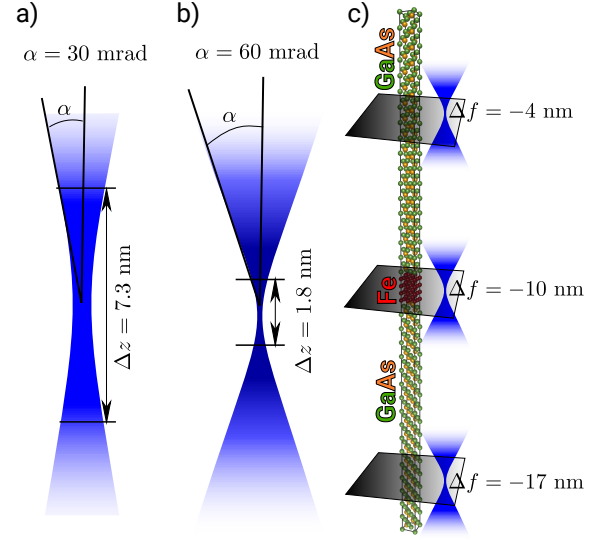 a)
α = 30 mrad
α
Δz = 7.3 nm
b)
α = 60 mrad
α
Δz = 1.8 nm
c)
GaAs
Δf = −4 nm
Fe
Δf = −10 nm
GaAs
Δf = −17 nm